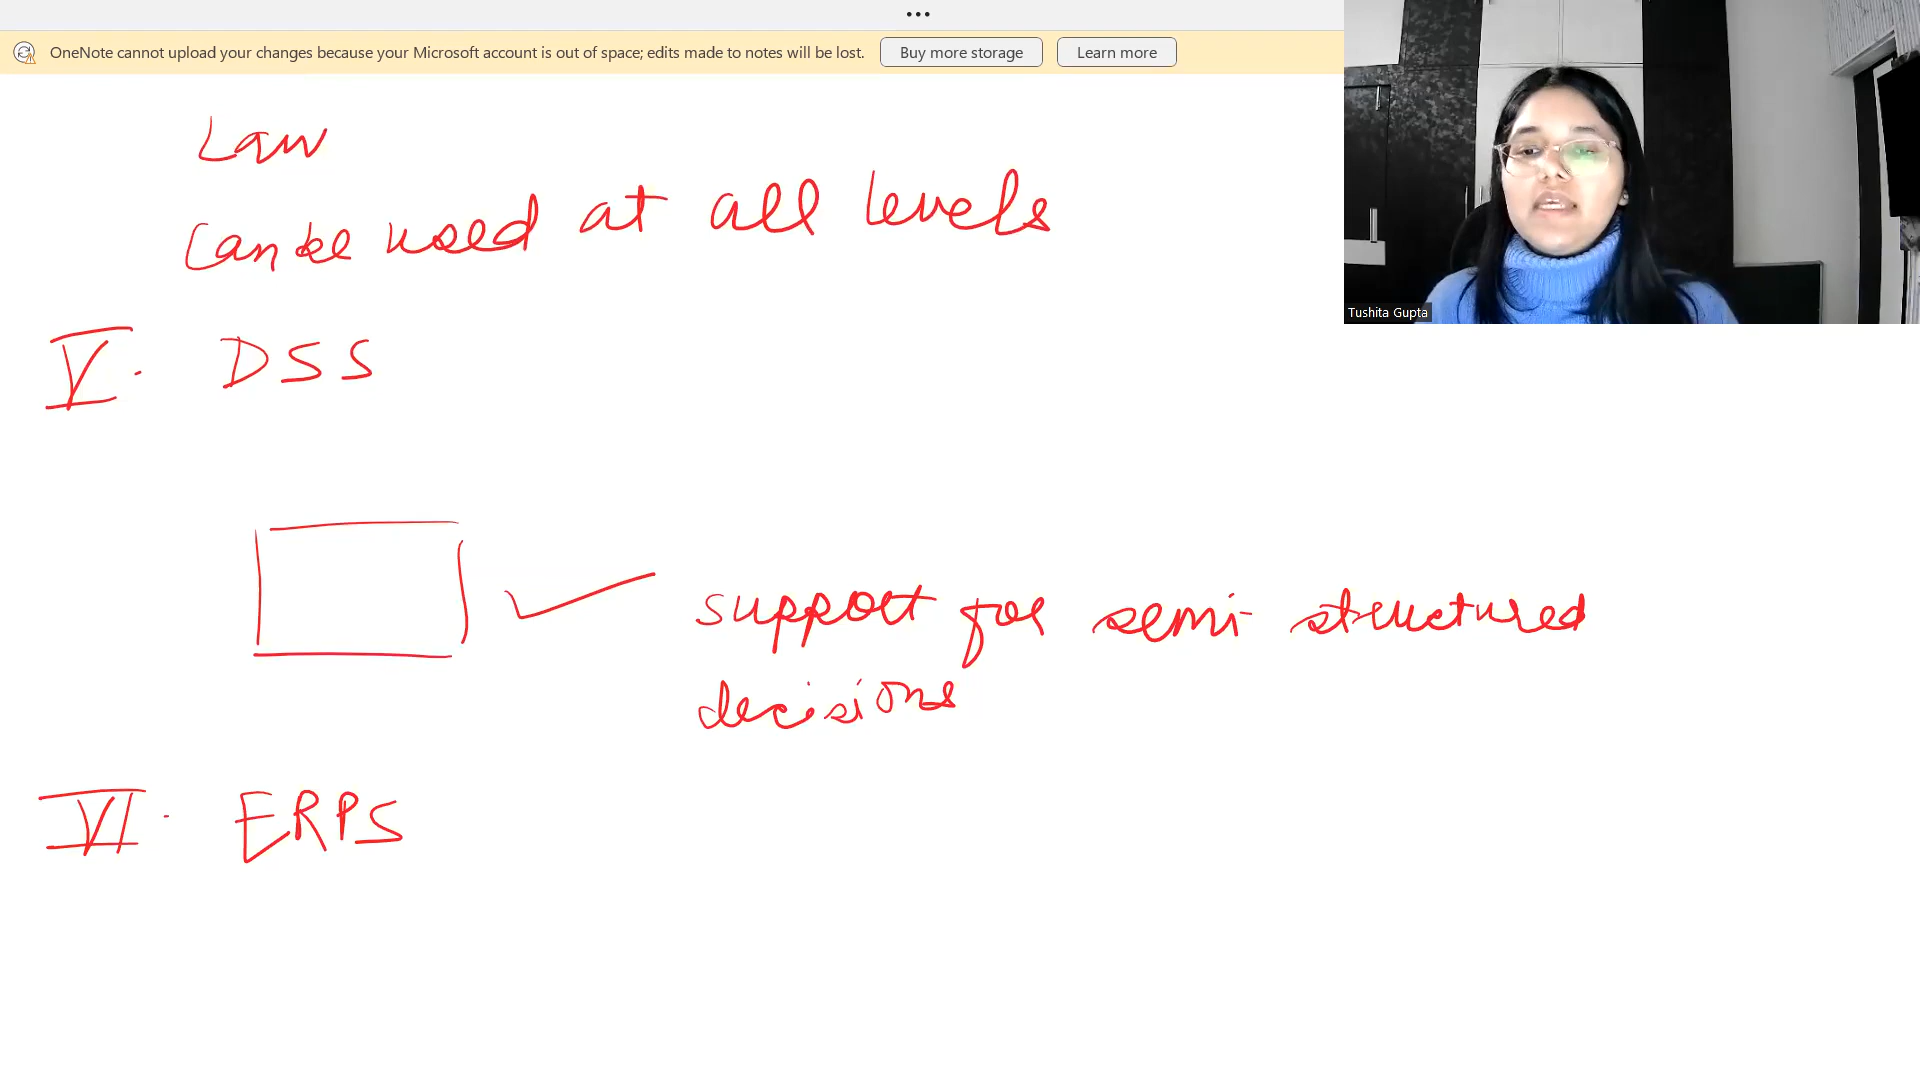 •••
OneNote cannot upload your changes because your Microsoft account is out of space; edits made to notes will be lost. Buy more storage Learn more
Tushita Gupta
Law
Can be used at all levels
V. DSS
support for semi- structured
decisions
VI. ERPS